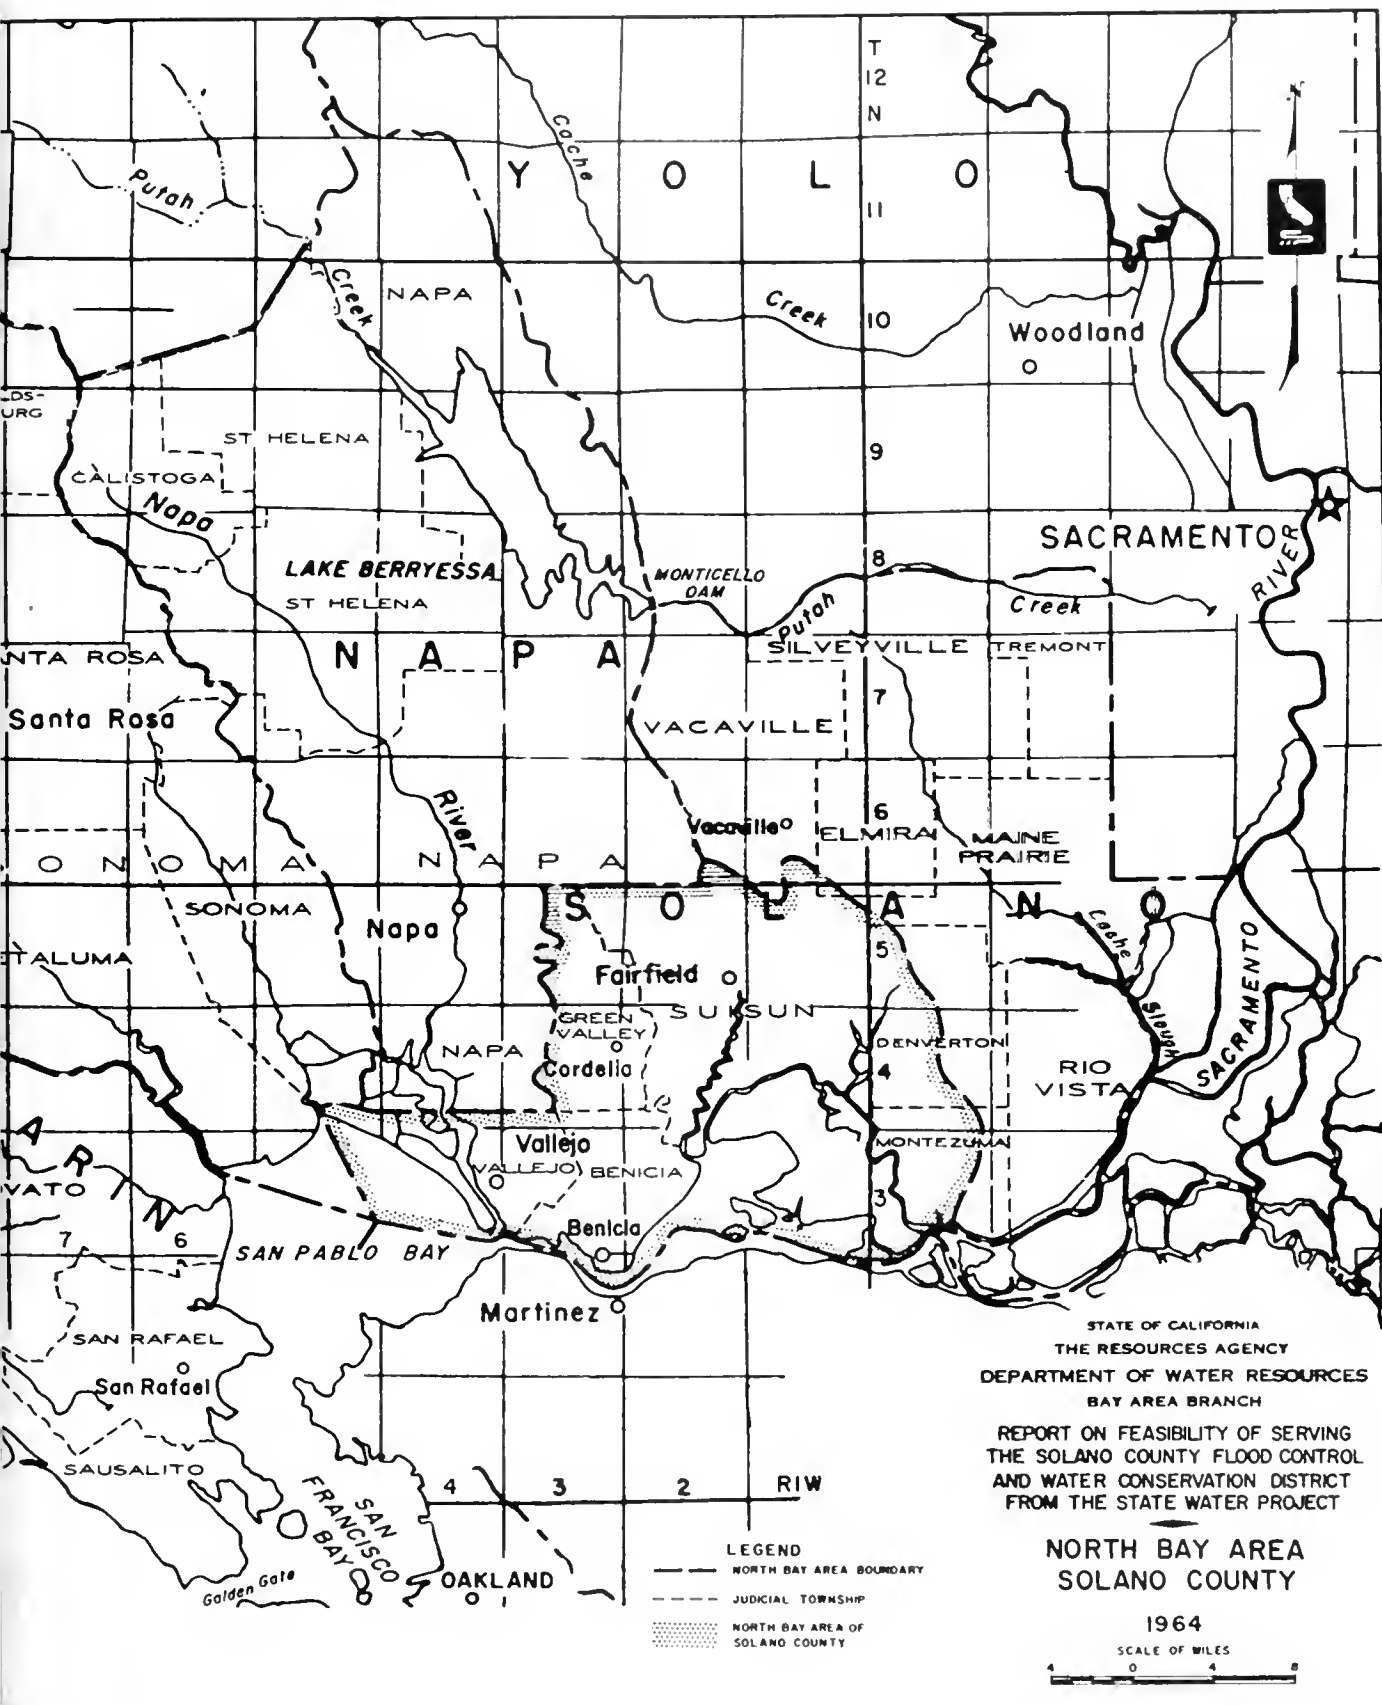 T
12
N
Cache
Y O L O
Putah
11
Creek
NAPA
Creek
10
Woodland
N
DS-
URG
ST HELENA
9
CALISTOGA
Napa
SACRAMENTO
RIVER
LAKE BERRYESSA
MONTICELLO
DAM
8
ST HELENA
Putah
Creek
N A P A
SILVEYVILLE
TREMONT
NTA ROSA
7
Santa Rosa
VACAVILLE
River
Vacaville
6
ELMIRA
MAINE
PRAIRIE
O N O M A
N A P A
SONOMA
Napa
S O L A N O
Cache
Slough
TALUMA
5
Fairfield
SACRAMENTO
GREEN
VALLEY
SUISUN
NAPA
DENVERTON
Cordelia
4
RIO
VISTA
A R I N
Vallejo
MONTEZUMA
VALLEJO
BENICIA
VATO
3
7
6
SAN PABLO BAY
Benicia
Martinez
SAN RAFAEL
San Rafael
SAUSALITO
SAN
FRANCISCO
BAY
4
3
2
R1W
Golden Gate
OAKLAND
LEGEND
NORTH BAY AREA BOUNDARY
JUDICIAL TOWNSHIP
NORTH BAY AREA OF
SOLANO COUNTY
STATE OF CALIFORNIA
THE RESOURCES AGENCY
DEPARTMENT OF WATER RESOURCES
BAY AREA BRANCH
REPORT ON FEASIBILITY OF SERVING
THE SOLANO COUNTY FLOOD CONTROL
AND WATER CONSERVATION DISTRICT
FROM THE STATE WATER PROJECT
NORTH BAY AREA
SOLANO COUNTY
1964
SCALE OF MILES
4 0 4 8